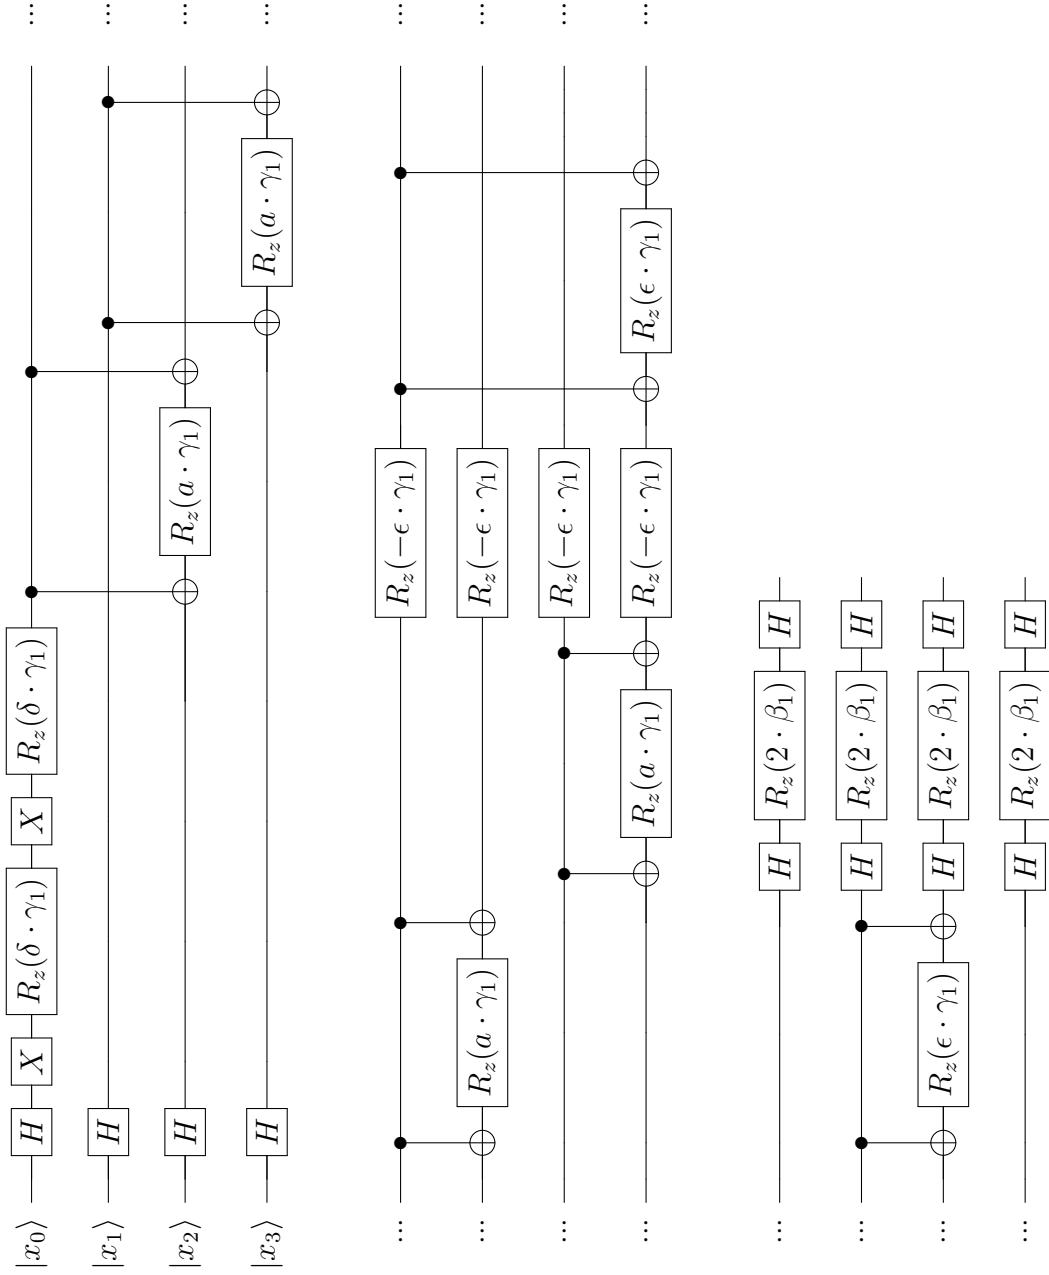 |x₀⟩ H X R_z(δ · γ₁) X R_z(δ · γ₁) ...
|x₁⟩ H ...
|x₂⟩ H R_z(a · γ₁) ...
|x₃⟩ H R_z(a · γ₁) ...
... R_z(−ϵ · γ₁) ...
... R_z(a · γ₁) R_z(−ϵ · γ₁) ...
... R_z(−ϵ · γ₁) ...
... R_z(a · γ₁) R_z(−ϵ · γ₁) R_z(ϵ · γ₁) ...
... H R_z(2 · β₁) H
... H R_z(2 · β₁) H
... R_z(ϵ · γ₁) H R_z(2 · β₁) H
... H R_z(2 · β₁) H